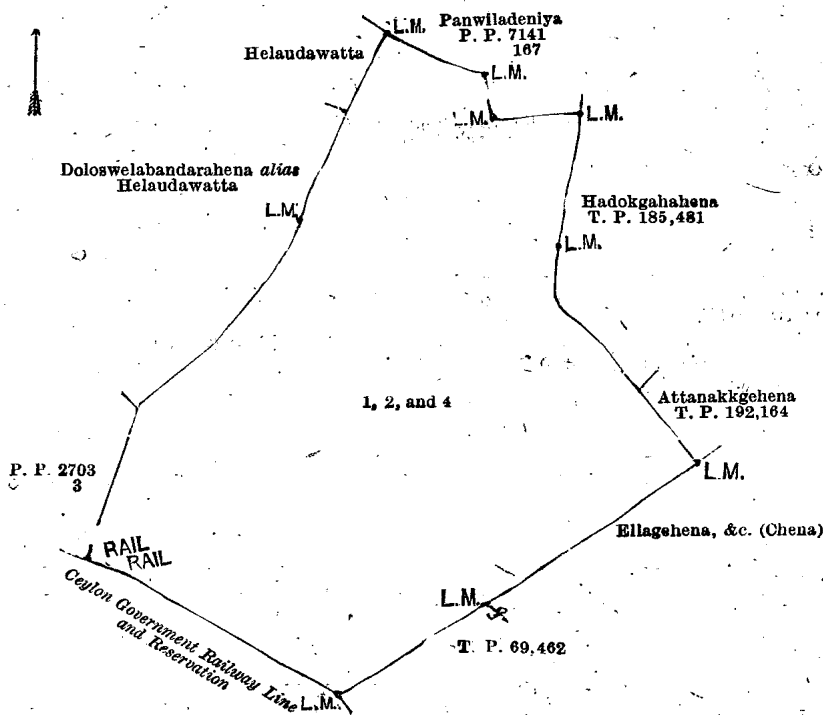 Panwiladeniya
P. P. 7141
167
L.M.
Helaudawatta
L.M.
L.M.
L.M.
Doloswelabandarahena alias
Helaudawatta
L.M.
Hadokgahahena
T. P. 185,481
L.M.
1, 2, and 4
Attanakkgehena
T. P. 192,164
P. P. 2703
3
L.M.
Ellagehena, &c. (Chena)
RAIL
RAIL
Ceylon Government Railway Line
and Reservation
L.M.
T. P. 69,462
L.M.